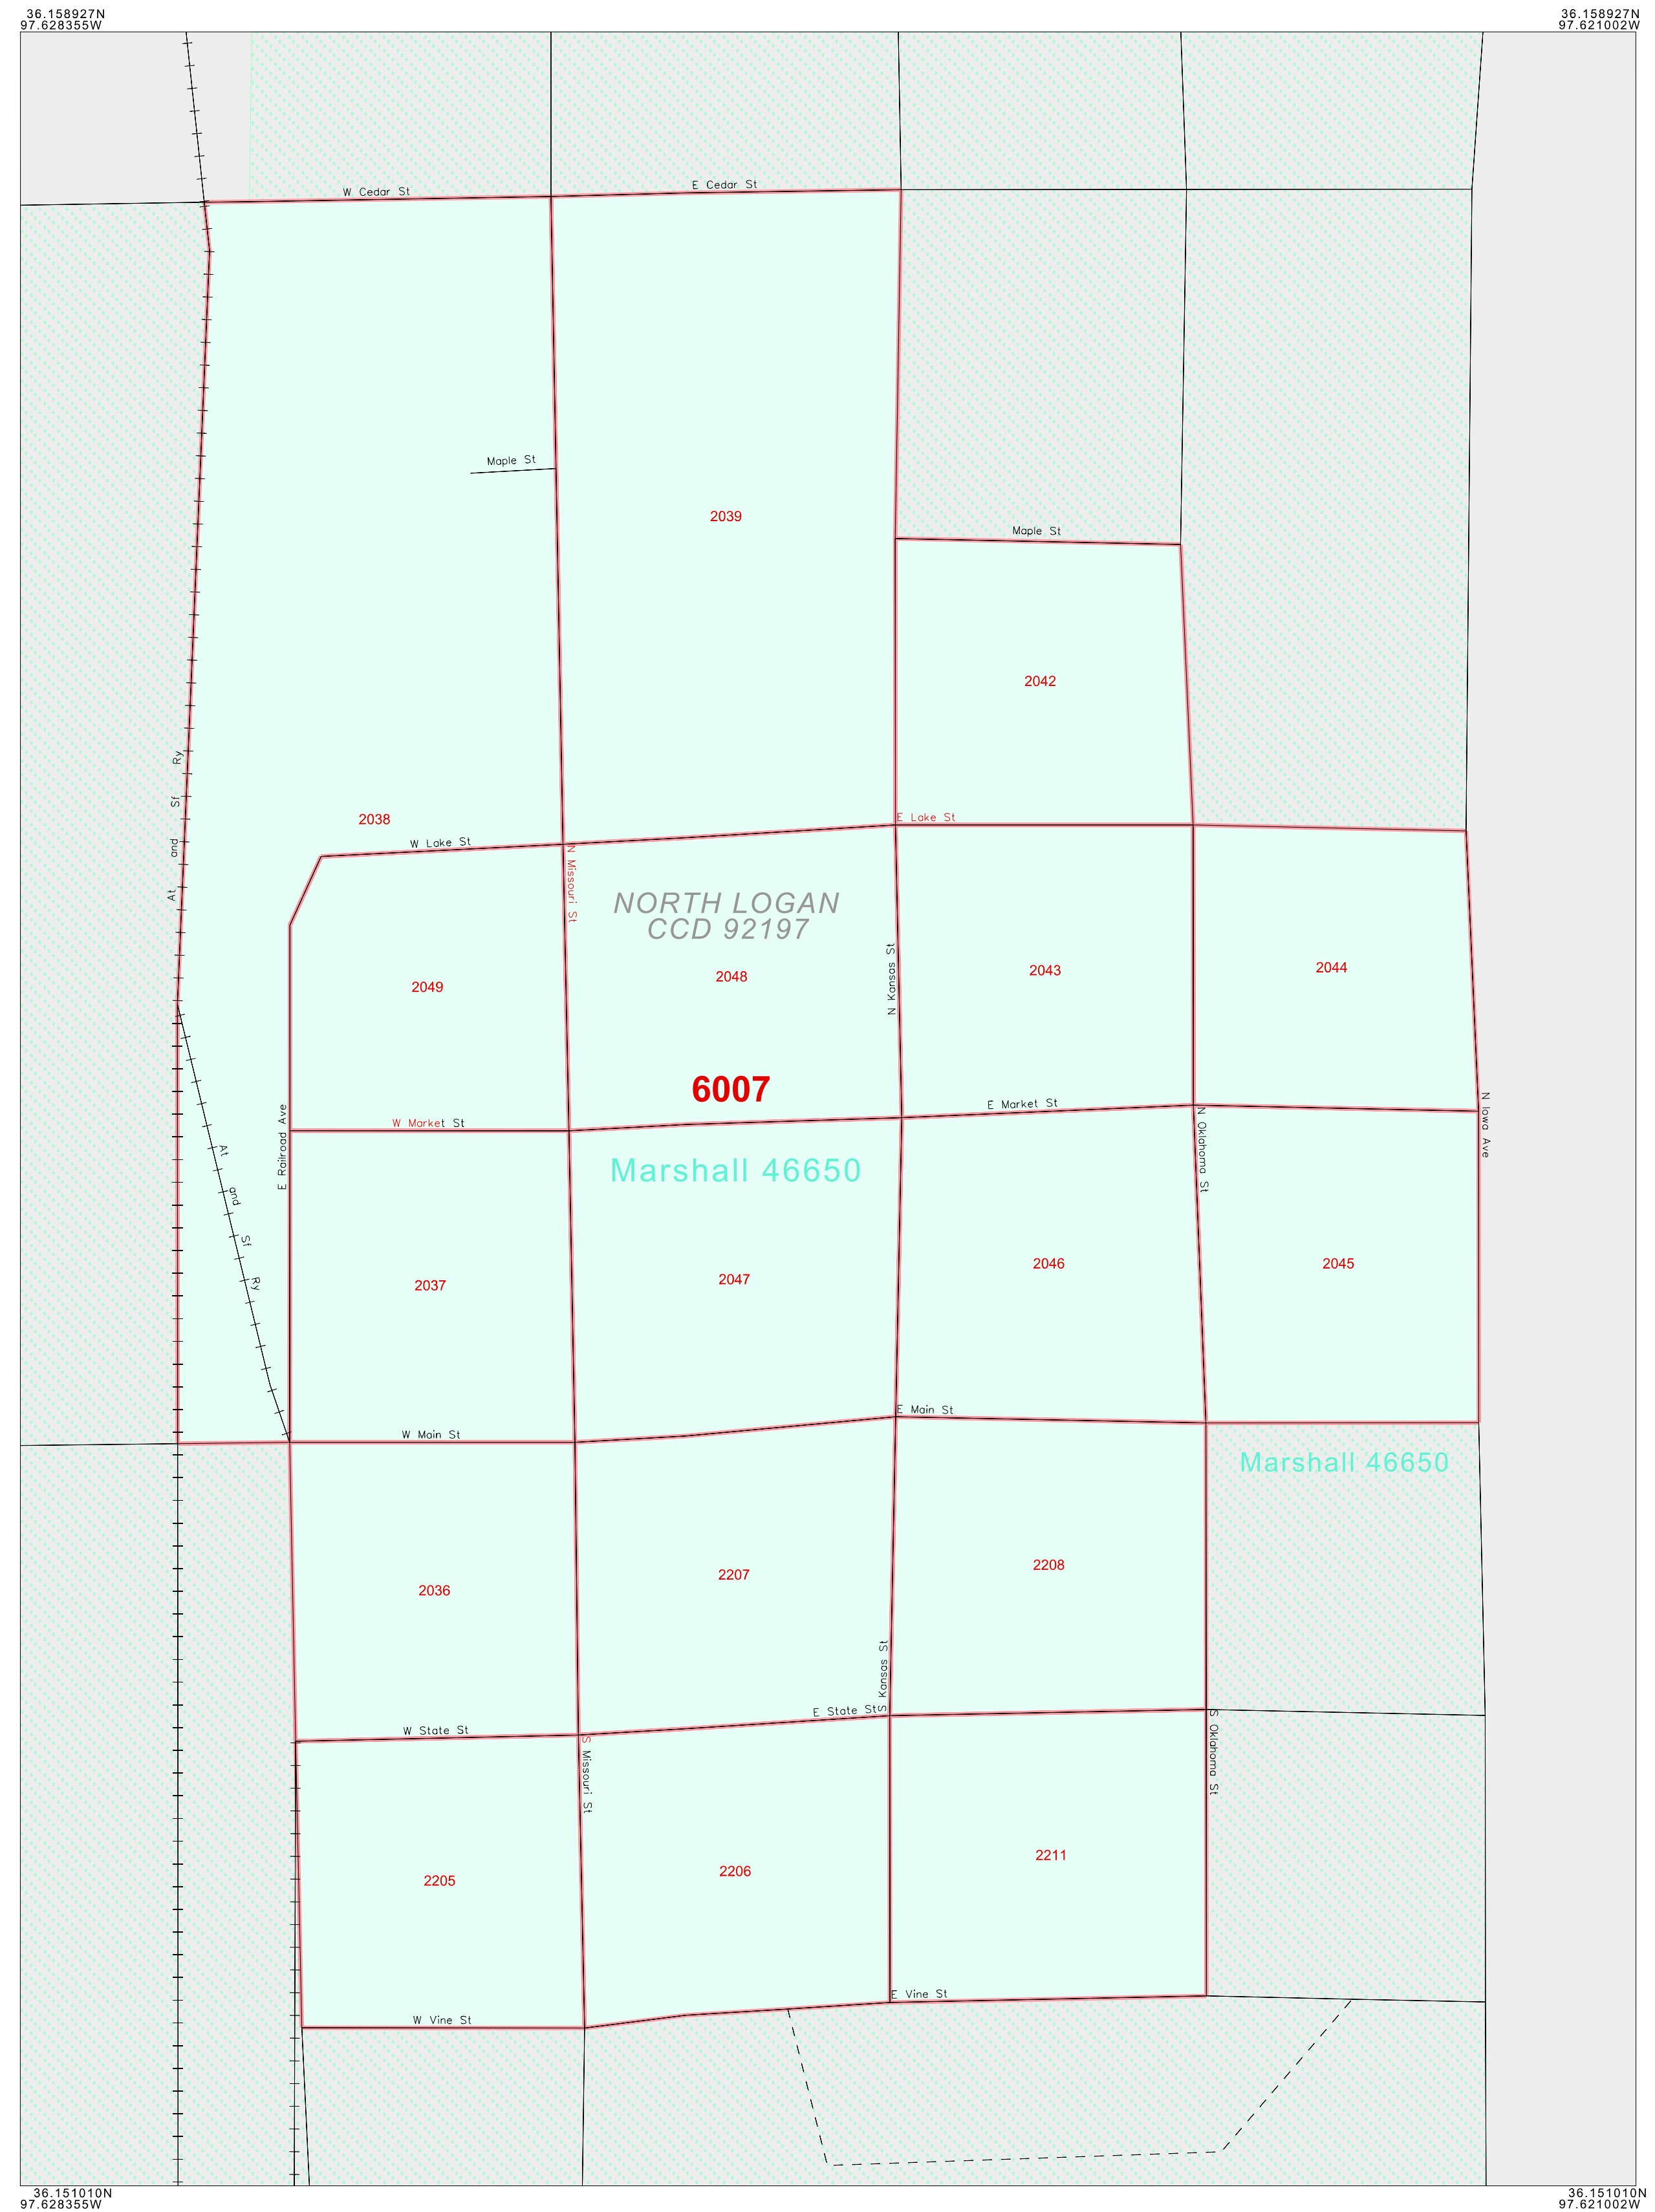 36.158927N
97.628355W
36.158927N
97.621002W
W Cedar St
E Cedar St
Maple St
2039
Maple St
2042
At and Sf Ry
2038
W Lake St
E Lake St
N Missouri St
NORTH LOGAN
CCD 92197
N Kansas St
2049
2048
2043
2044
6007
E Railroad Ave
W Market St
E Market St
N Oklahoma St
N Iowa Ave
Marshall 46650
At and Sf Ry
2037
2047
2046
2045
W Main St
E Main St
Marshall 46650
2036
2207
2208
S Kansas St
W State St
E State St
S Missouri St
S Oklahoma St
2205
2206
2211
W Vine St
E Vine St
36.151010N
97.628355W
36.151010N
97.621002W